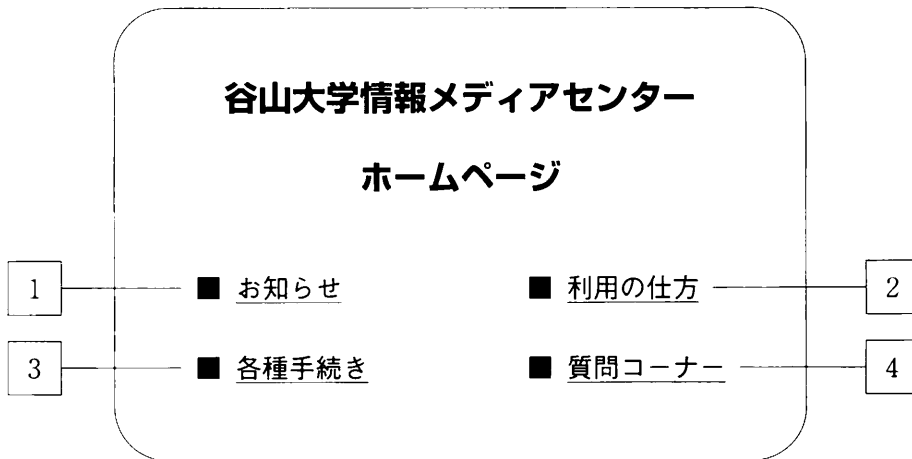 谷山大学情報メディアセンター
ホームページ
1 ■ お知らせ ■ 利用の仕方 2
3 ■ 各種手続き ■ 質問コーナー 4